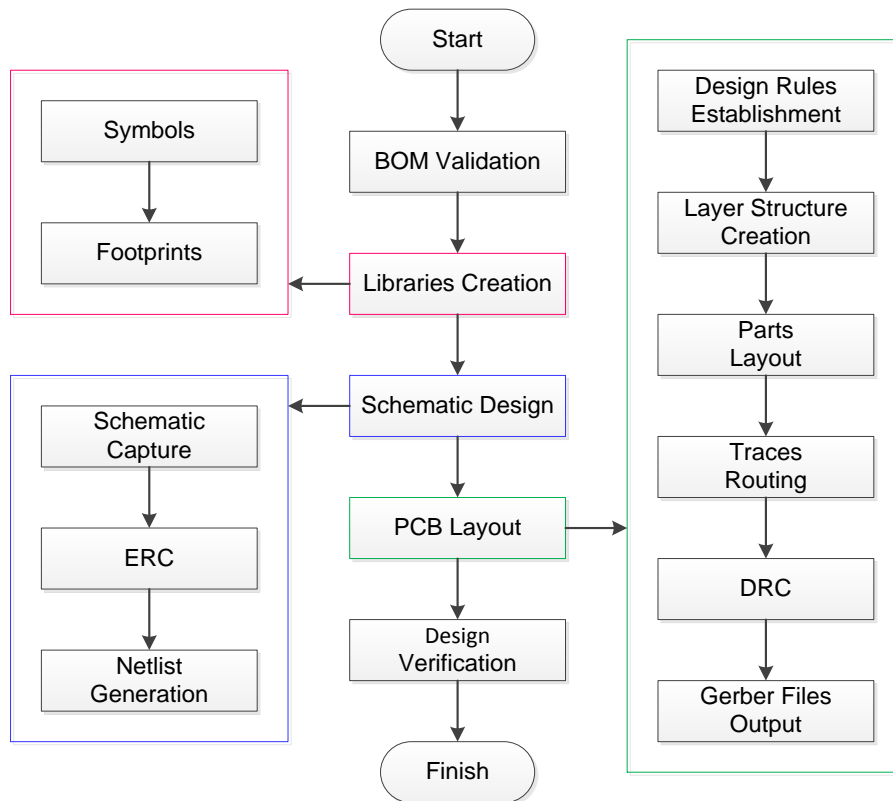 Start
BOM Validation
Libraries Creation
Schematic Design
PCB Layout
Design
Verification
Finish
Symbols
Footprints
Schematic
Capture
ERC
Netlist
Generation
Design Rules
Establishment
Layer Structure
Creation
Parts
Layout
Traces
Routing
DRC
Gerber Files
Output